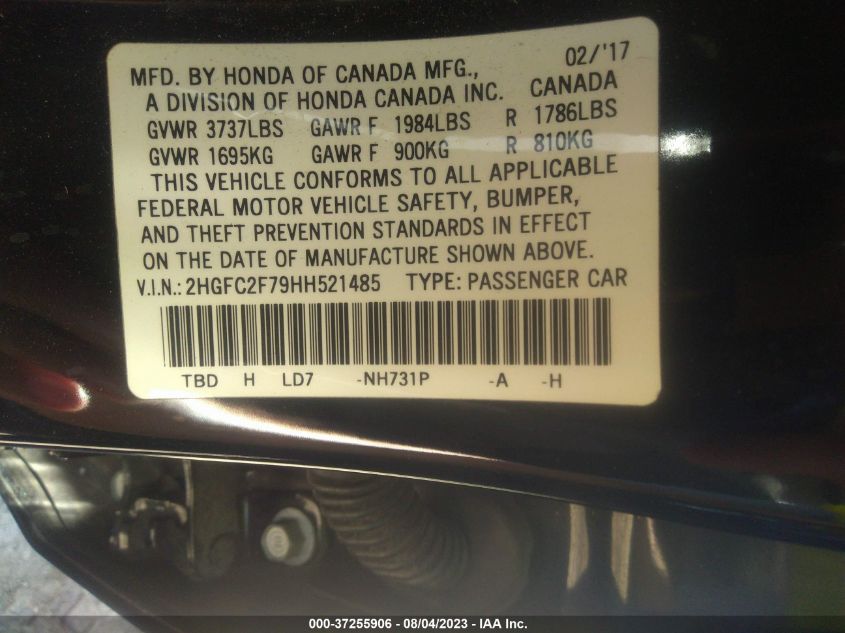 MFD. BY HONDA OF CANADA MFG., 02/'17
A DIVISION OF HONDA CANADA INC. CANADA
GVWR 3737LBS GAWR F 1984LBS R 1786LBS
GVWR 1695KG GAWR F 900KG R 810KG
THIS VEHICLE CONFORMS TO ALL APPLICABLE
FEDERAL MOTOR VEHICLE SAFETY, BUMPER,
AND THEFT PREVENTION STANDARDS IN EFFECT
ON THE DATE OF MANUFACTURE SHOWN ABOVE.
V.I.N.: 2HGFC2F79HH521485 TYPE: PASSENGER CAR
TBD H LD7 -NH731P -A -H
000-37255906 - 08/04/2023 - IAA Inc.